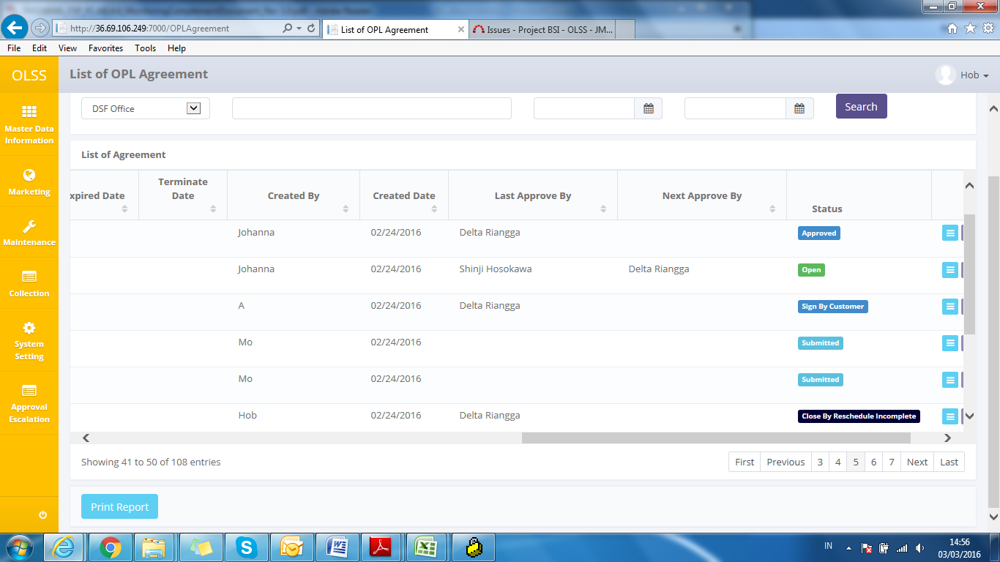 http://36.69.106.249:7000/OPLAgreement
List of OPL Agreement
Issues - Project BSI - OLSS - JM...
File Edit View Favorites Tools Help
OLSS
List of OPL Agreement
Hob
Master Data
Information
Marketing
Maintenance
Collection
System
Setting
Approval
Escalation
DSF Office
Search
List of Agreement
xpired Date
Terminate
Date
Created By
Created Date
Last Approve By
Next Approve By
Status
Johanna 02/24/2016 Delta Riangga Approved
Johanna 02/24/2016 Shinji Hosokawa Delta Riangga Open
A 02/24/2016 Delta Riangga Sign By Customer
Mo 02/24/2016 Submitted
Mo 02/24/2016 Submitted
Hob 02/24/2016 Delta Riangga Close By Reschedule Incomplete
Showing 41 to 50 of 108 entries
First Previous 3 4 5 6 7 Next Last
Print Report
IN
14:56
03/03/2016